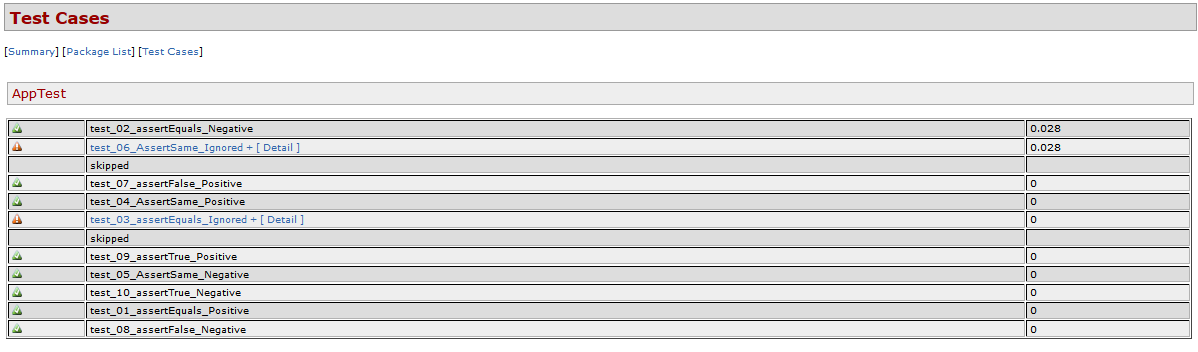 Test Cases
[Summary] [Package List] [Test Cases]
AppTest
test_02_assertEquals_Negative 0.028
test_06_AssertSame_Ignored + [ Detail ] 0.028
skipped
test_07_assertFalse_Positive 0
test_04_AssertSame_Positive 0
test_03_assertEquals_Ignored + [ Detail ] 0
skipped
test_09_assertTrue_Positive 0
test_05_AssertSame_Negative 0
test_10_assertTrue_Negative 0
test_01_assertEquals_Positive 0
test_08_assertFalse_Negative 0